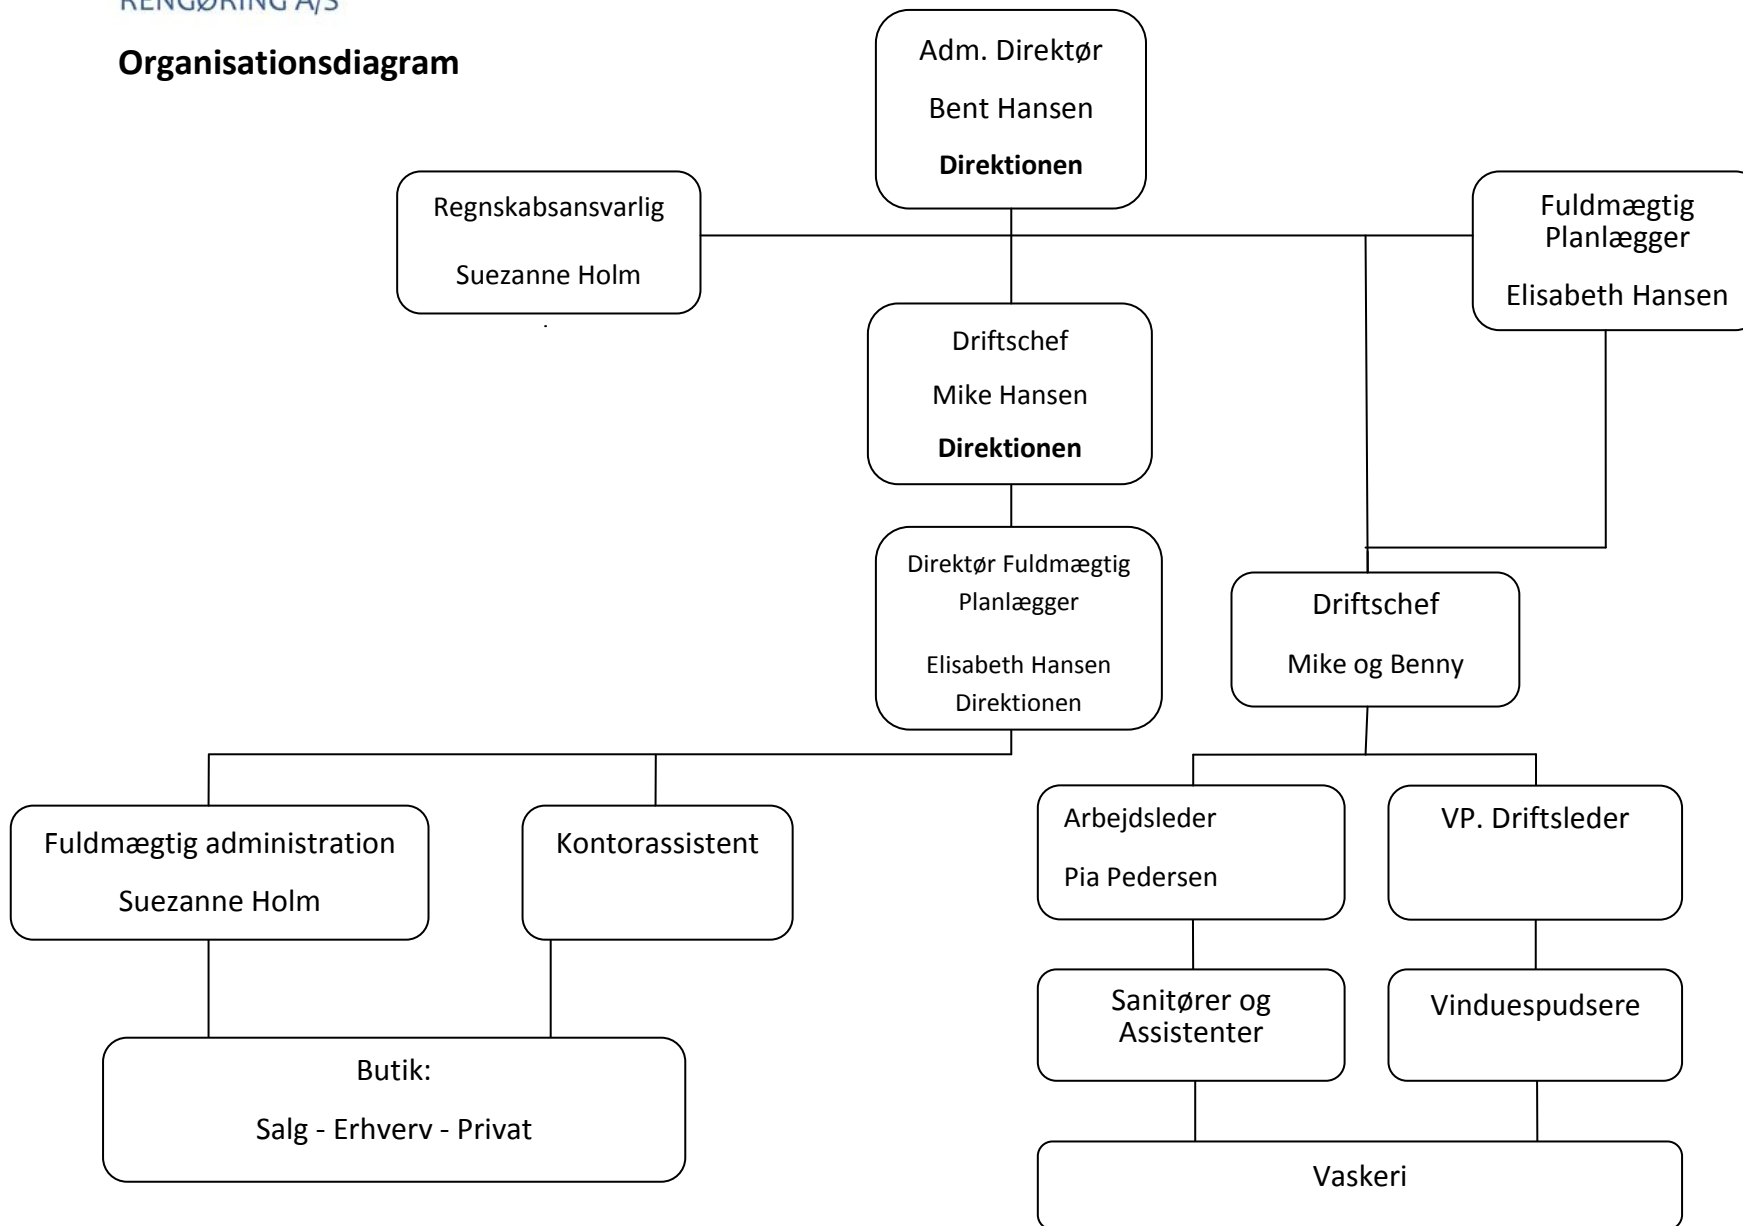 RENGØRING A/S
Organisationsdiagram
Adm. Direktør
Bent Hansen
Direktionen
Regnskabsansvarlig
Suezanne Holm
.
Fuldmægtig
Planlægger
Elisabeth Hansen
Driftschef
Mike Hansen
Direktionen
Direktør Fuldmægtig
Planlægger
Elisabeth Hansen
Direktionen
Driftschef
Mike og Benny
Fuldmægtig administration
Suezanne Holm
Kontorassistent
Arbejdsleder
Pia Pedersen
VP. Driftsleder
Sanitører og
Assistenter
Vinduespudsere
Butik:
Salg - Erhverv - Privat
Vaskeri